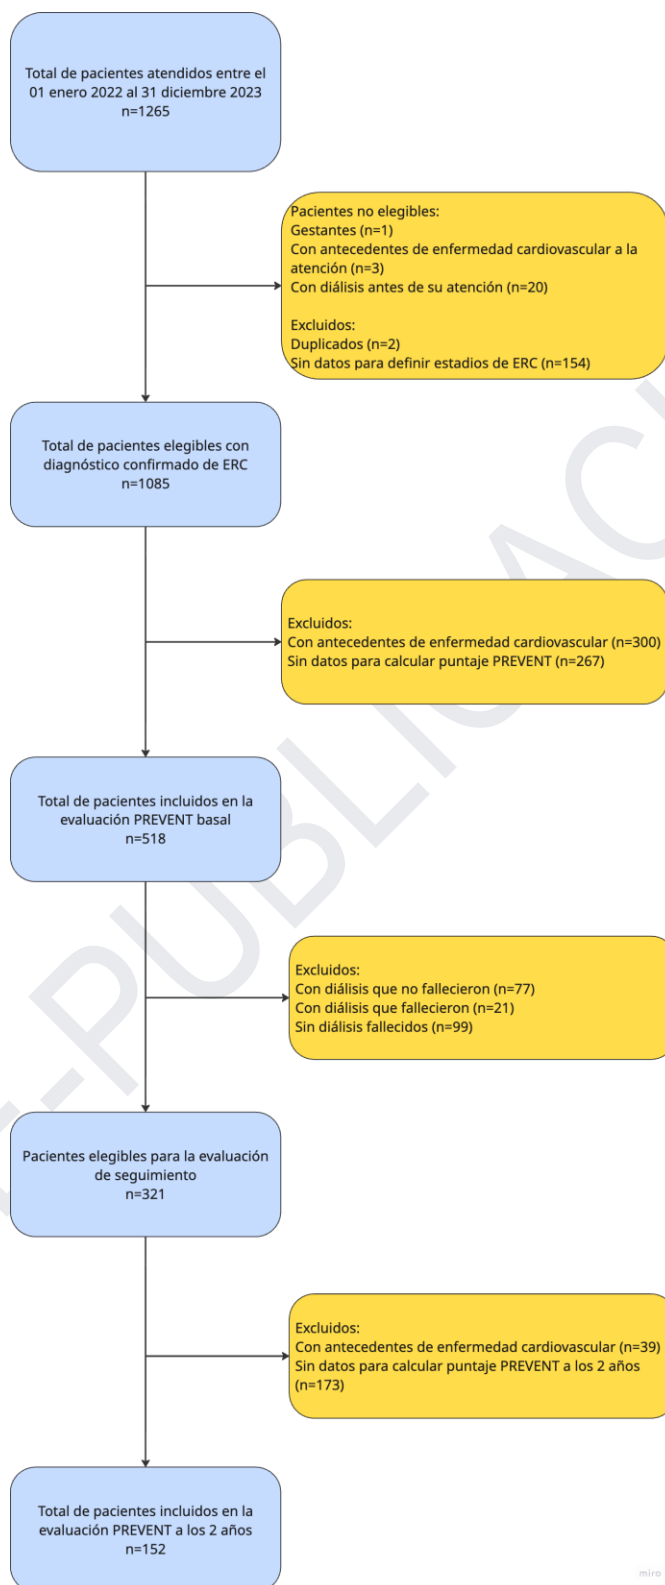 Total de pacientes atendidos entre el
01 enero 2022 al 31 diciembre 2023
n=1265
Pacientes no elegibles:
Gestantes (n=1)
Con antecedentes de enfermedad cardiovascular a la
atención (n=3)
Con diálisis antes de su atención (n=20)
Excluidos:
Duplicados (n=2)
Sin datos para definir estadios de ERC (n=154)
Total de pacientes elegibles con
diagnóstico confirmado de ERC
n=1085
Excluidos:
Con antecedentes de enfermedad cardiovascular (n=300)
Sin datos para calcular puntaje PREVENT (n=267)
Total de pacientes incluidos en la
evaluación PREVENT basal
n=518
Excluidos:
Con diálisis que no fallecieron (n=77)
Con diálisis que fallecieron (n=21)
Sin diálisis fallecidos (n=99)
Pacientes elegibles para la evaluación
de seguimiento
n=321
Excluidos:
Con antecedentes de enfermedad cardiovascular (n=39)
Sin datos para calcular puntaje PREVENT a los 2 años
(n=173)
Total de pacientes incluidos en la
evaluación PREVENT a los 2 años
n=152
miro